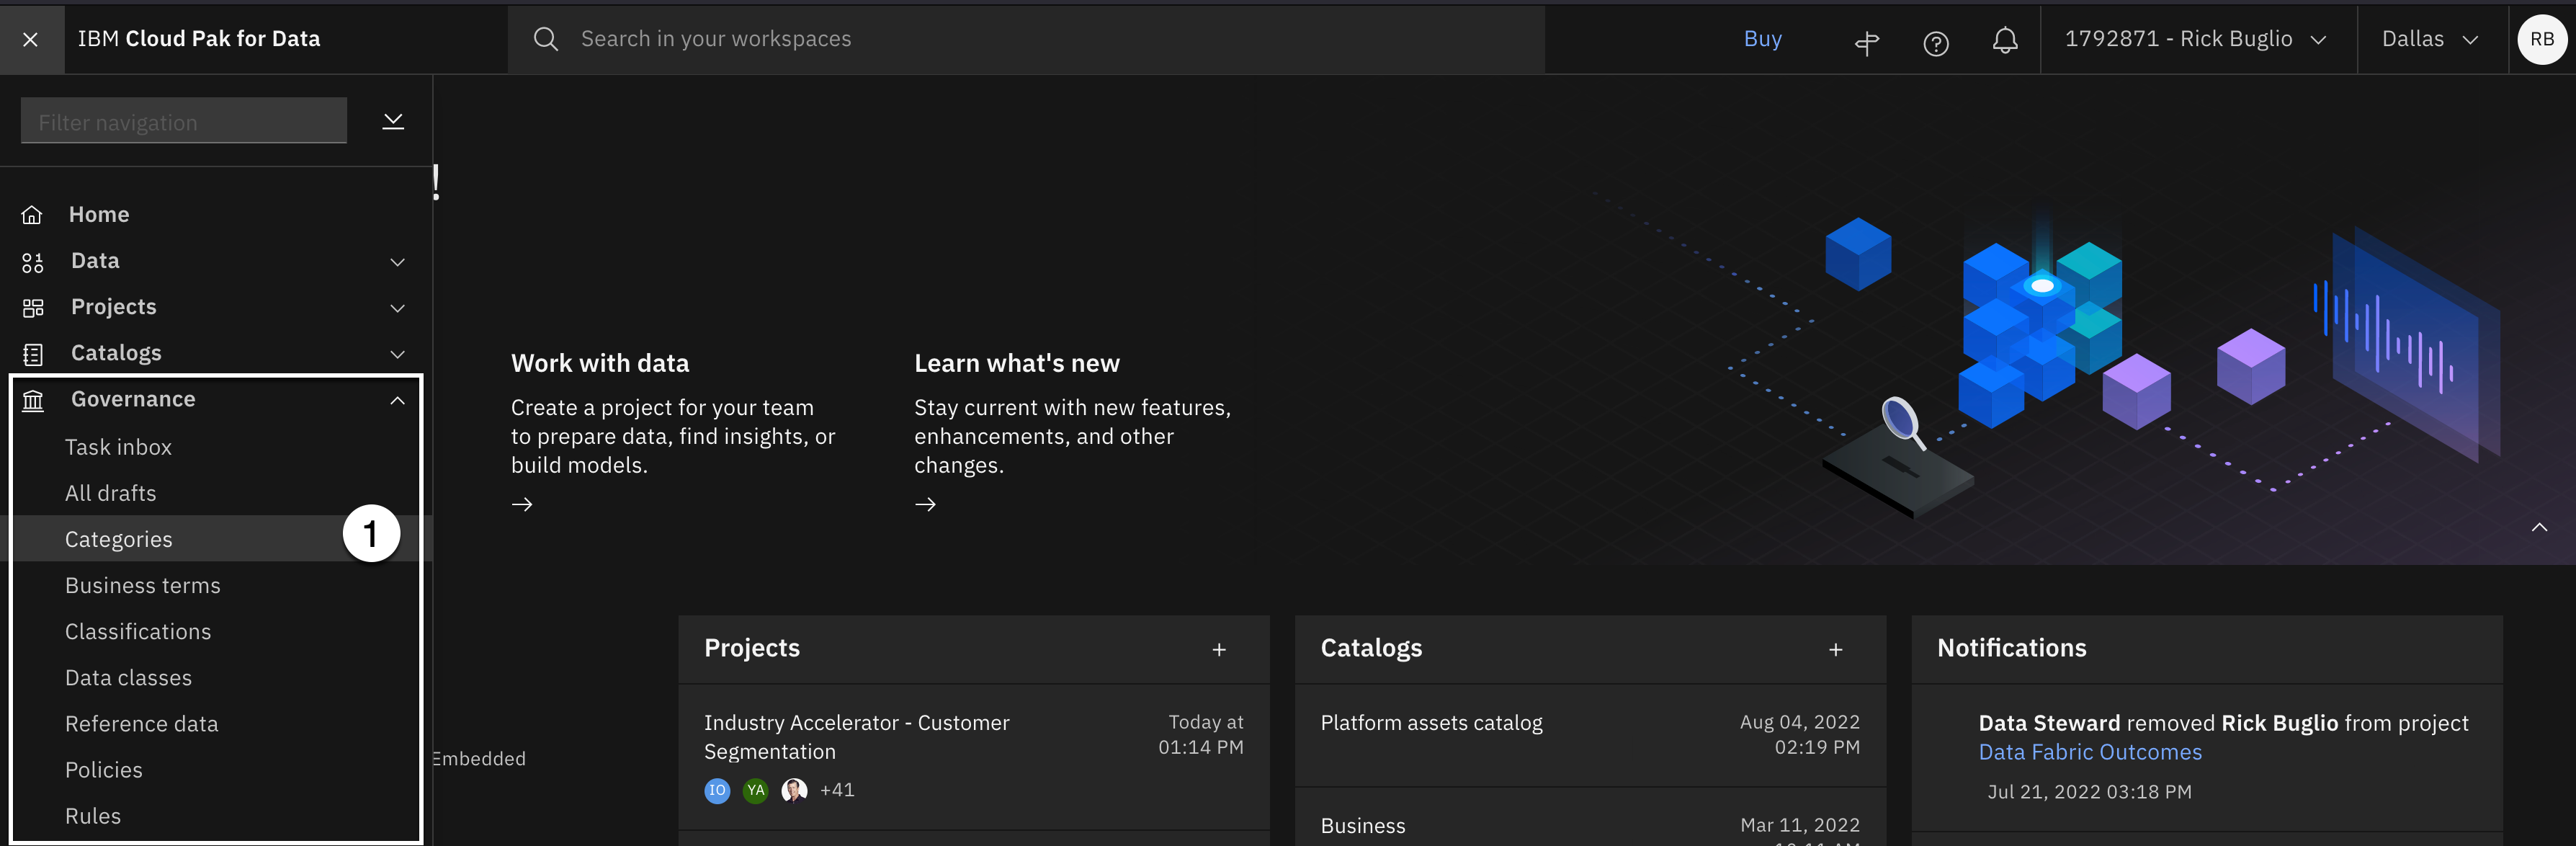 IBM Cloud Pak for Data
Search in your workspaces
Buy
1792871 - Rick Buglio
Dallas
RB
Filter navigation
!
Home
Data
Projects
Catalogs
Governance
Task inbox
All drafts
Categories
1
Business terms
Classifications
Data classes
Reference data
Policies
Rules
Work with data
Create a project for your team
to prepare data, find insights, or
build models.
Learn what's new
Stay current with new features,
enhancements, and other
changes.
Embedded
Projects
Industry Accelerator - Customer
Segmentation
Today at
01:14 PM
IO YA +41
Catalogs
Platform assets catalog
Aug 04, 2022
02:19 PM
Business
Mar 11, 2022
Notifications
Data Steward removed Rick Buglio from project
Data Fabric Outcomes
Jul 21, 2022 03:18 PM